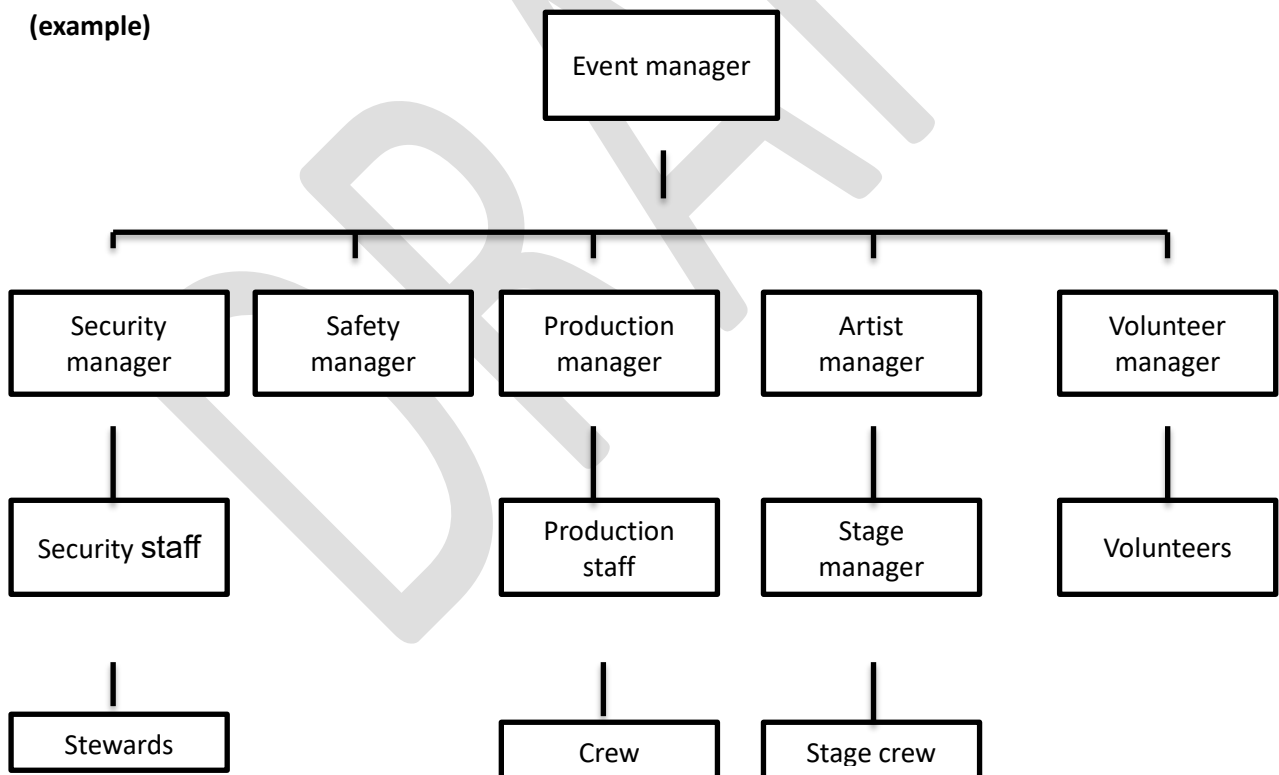 (example)
Event manager
Security
manager
Safety
manager
Production
manager
Artist
manager
Volunteer
manager
Security staff
Production
staff
Stage
manager
Volunteers
Stewards
Crew
Stage crew
DRA